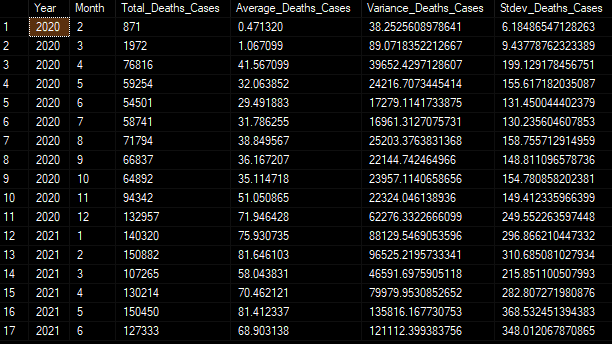 Year Month Total_Deaths_Cases Average_Deaths_Cases Variance_Deaths_Cases Stdev_Deaths_Cases
1 2020 2 871 0.471320 38.2525608978641 6.18486547128263
2 2020 3 1972 1.067099 89.0718352212667 9.43778762323389
3 2020 4 76816 41.567099 39652.4297128607 199.129178456751
4 2020 5 59254 32.063852 24216.7073445414 155.617182035087
5 2020 6 54501 29.491883 17279.1141733875 131.450044402379
6 2020 7 58741 31.786255 16961.3127075731 130.235604607853
7 2020 8 71794 38.849567 25203.3763831368 158.755712914959
8 2020 9 66837 36.167207 22144.742464966 148.811096578736
9 2020 10 64892 35.114718 23957.1140658656 154.780858202381
10 2020 11 94342 51.050865 22324.046138936 149.412335966399
11 2020 12 132957 71.946428 62276.3322666099 249.552263597448
12 2021 1 140320 75.930735 88129.5469053596 296.866210447332
13 2021 2 150882 81.646103 96525.2195733341 310.685081027934
14 2021 3 107265 58.043831 46591.6975905118 215.851100507993
15 2021 4 130214 70.462121 79979.9530852652 282.807271980876
16 2021 5 150450 81.412337 135816.167730753 368.532451394383
17 2021 6 127333 68.903138 121112.399383756 348.012067870865